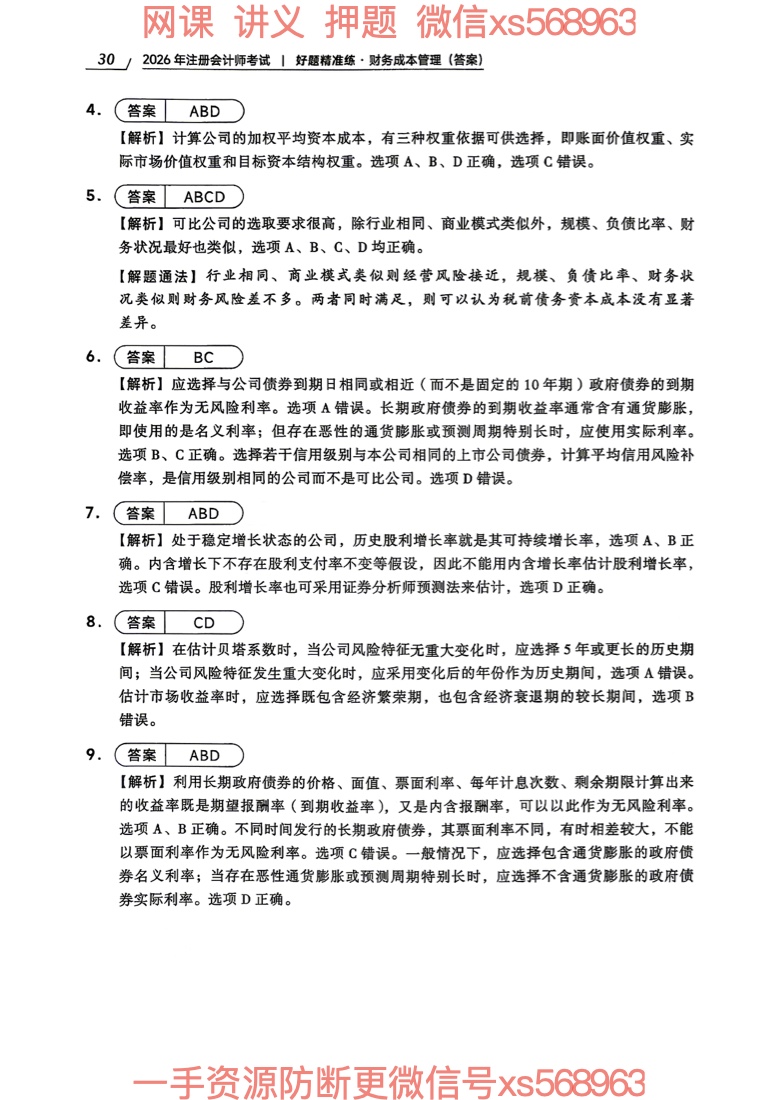 网课 讲义 押题 微信xs568963
30 / 2026年注册会计师考试 | 好题精准练·财务成本管理（答案）
4. 答案 ABD
【解析】计算公司的加权平均资本成本，有三种权重依据可供选择，即账面价值权重、实
际市场价值权重和目标资本结构权重。选项A、B、D正确，选项C错误。
5. 答案 ABCD
【解析】可比公司的选取要求很高，除行业相同、商业模式类似外，规模、负债比率、财
务状况最好也类似，选项A、B、C、D均正确。
【解题通法】行业相同、商业模式类似则经营风险接近，规模、负债比率、财务状
况类似则财务风险差不多。两者同时满足，则可以认为税前债务资本成本没有显著
差异。
6. 答案 BC
【解析】应选择与公司债券到期日相同或相近（而不是固定的10年期）政府债券的到期
收益率作为无风险利率。选项A错误。长期政府债券的到期收益率通常含有通货膨胀，
即使用的是名义利率；但存在恶性的通货膨胀或预测周期特别长时，应使用实际利率。
选项B、C正确。选择若干信用级别与本公司相同的上市公司债券，计算平均信用风险补
偿率，是信用级别相同的公司而不是可比公司。选项D错误。
7. 答案 ABD
【解析】处于稳定增长状态的公司，历史股利增长率就是其可持续增长率，选项A、B正
确。内含增长下不存在股利支付率不变等假设，因此不能用内含增长率估计股利增长率，
选项C错误。股利增长率也可采用证券分析师预测法来估计，选项D正确。
8. 答案 CD
【解析】在估计贝塔系数时，当公司风险特征无重大变化时，应选择5年或更长的历史期
间；当公司风险特征发生重大变化时，应采用变化后的年份作为历史期间，选项A错误。
估计市场收益率时，应选择既包含经济繁荣期，也包含经济衰退期的较长期间，选项B
错误。
9. 答案 ABD
【解析】利用长期政府债券的价格、面值、票面利率、每年计息次数、剩余期限计算出来
的收益率既是期望报酬率（到期收益率），又是内含报酬率，可以以此作为无风险利率。
选项A、B正确。不同时间发行的长期政府债券，其票面利率不同，有时相差较大，不能
以票面利率作为无风险利率。选项C错误。一般情况下，应选择包含通货膨胀的政府债
券名义利率；当存在恶性通货膨胀或预测周期特别长时，应选择不含通货膨胀的政府债
券实际利率。选项D正确。
一手资源防断更微信号xs568963